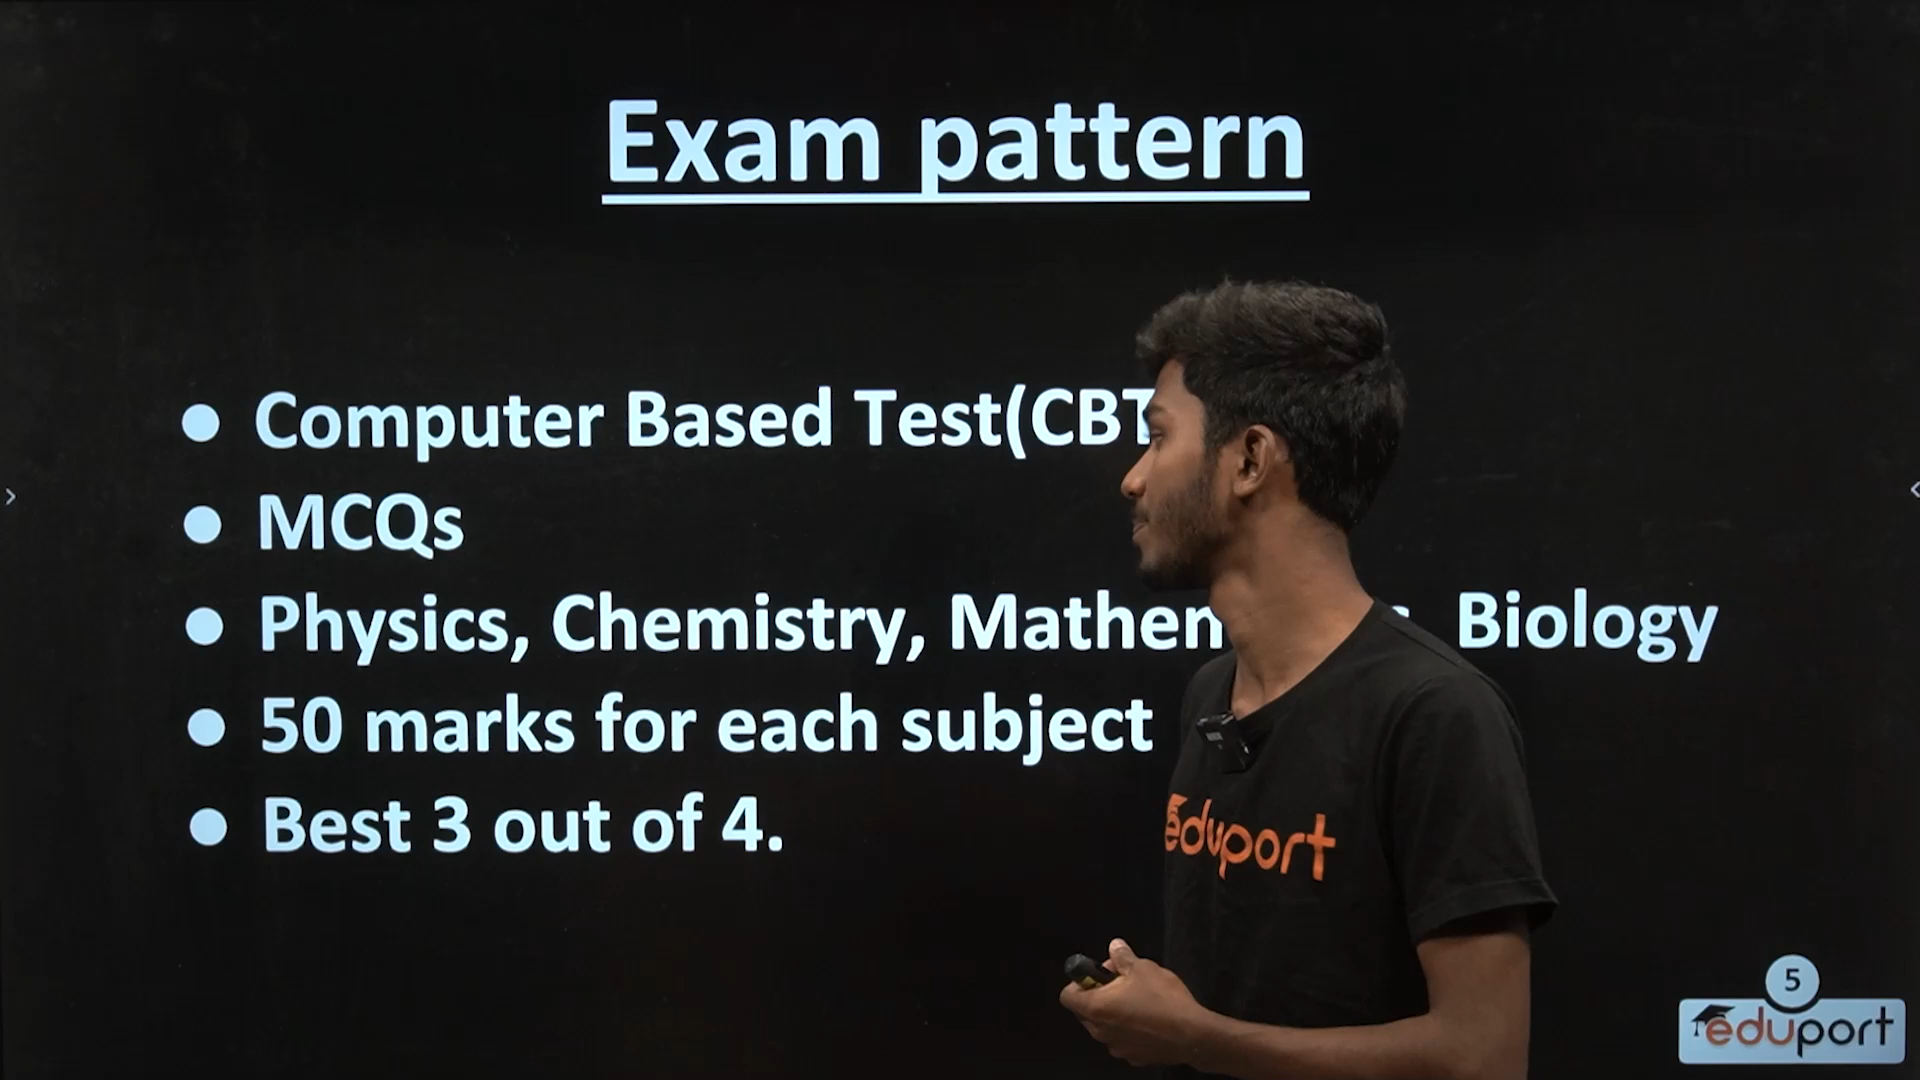 Exam pattern
● Computer Based Test(CBT
● MCQs
● Physics, Chemistry, Biology
● 50 marks for each subject
● Best 3 out of 4.
eduport
5
eduport